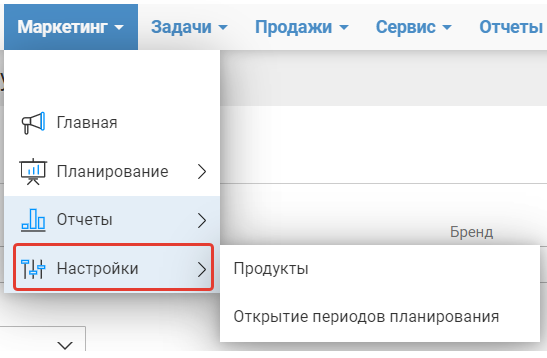 Маркетинг Задачи Продажи Сервис Отчеты
Главная
Планирование
Отчеты
Бренд
Настройки
Продукты
Открытие периодов планирования